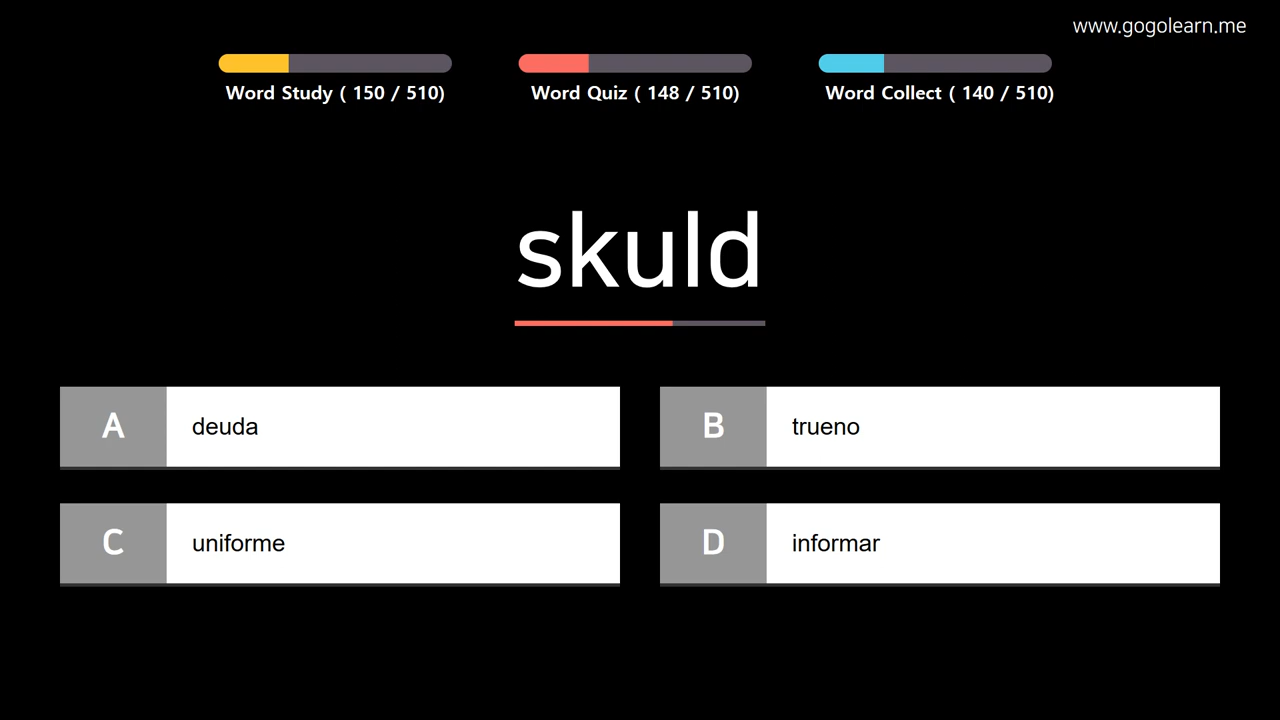 www.gogolearn.me
Word Study ( 150 / 510)
Word Quiz ( 148 / 510)
Word Collect ( 140 / 510)
skuld
A deuda
B trueno
C uniforme
D informar